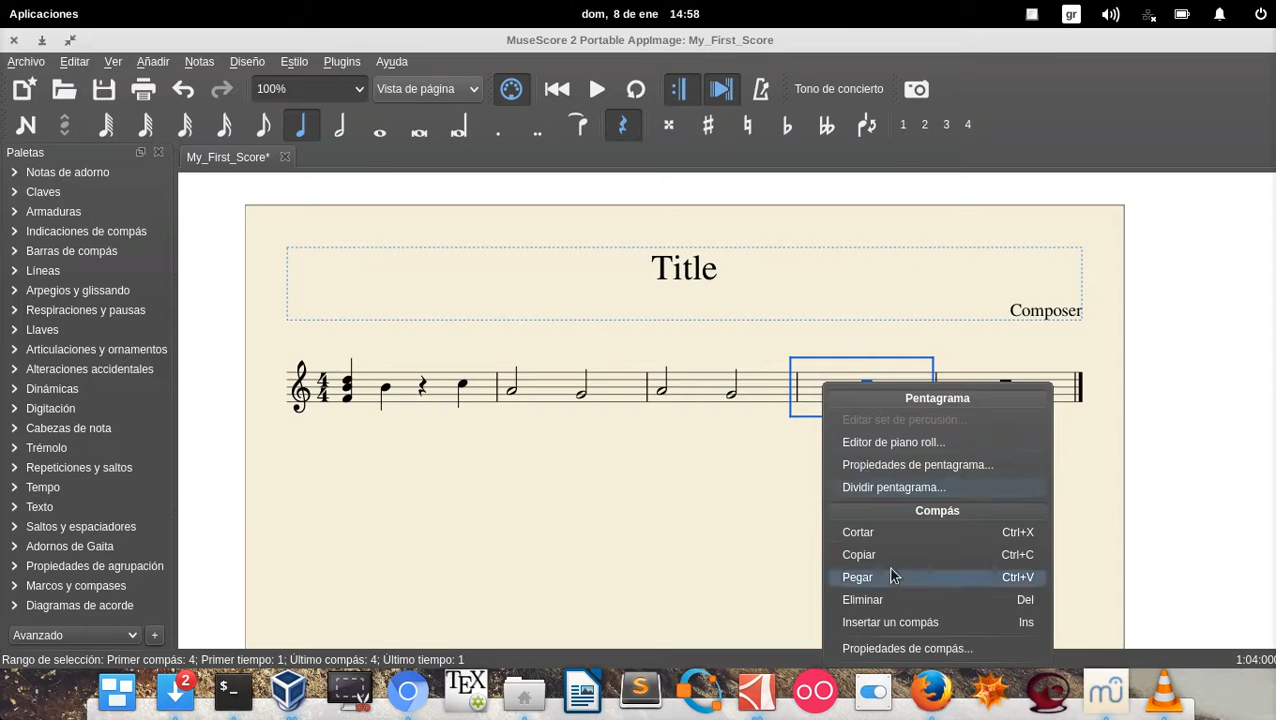 Aplicaciones
dom, 8 de ene 14:58
gr
MuseScore 2 Portable AppImage: My_First_Score
Archivo Editar Ver Añadir Notas Diseño Estilo Plugins Ayuda
100% Vista de página Tono de concierto
1 2 3 4
Paletas
My_First_Score*
Notas de adorno
Claves
Armaduras
Indicaciones de compás
Barras de compás
Líneas
Arpegios y glissando
Respiraciones y pausas
Llaves
Articulaciones y ornamentos
Alteraciones corchete
Dinámicas
Digitación
Cabezas de nota
Trémolo
Repeticiones y saltos
Tempo
Texto
Saltos y espaciadores
Adornos de Gaita
Propiedades de agrupación
Marcos y compases
Diagramas de acorde
Avanzado +
Title
Composer
4
4
Pentagrama
Editar set de percusión...
Editor de piano roll...
Propiedades de pentagrama...
Dividir pentagrama...
Compás
Cortar Ctrl+X
Copiar Ctrl+C
Pegar Ctrl+V
Eliminar Del
Insertar un compás Ins
Propiedades de compás...
Rango de selección: Primer compás: 4; Primer tiempo: 1; Último compás: 4; Último tiempo: 1
1:04:000
2
>_
TEX
S
mu